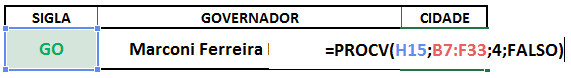 SIGLA GOVERNADOR CIDADE
GO Marconi Ferreira =PROCV(H15;B7:F33;4;FALSO)